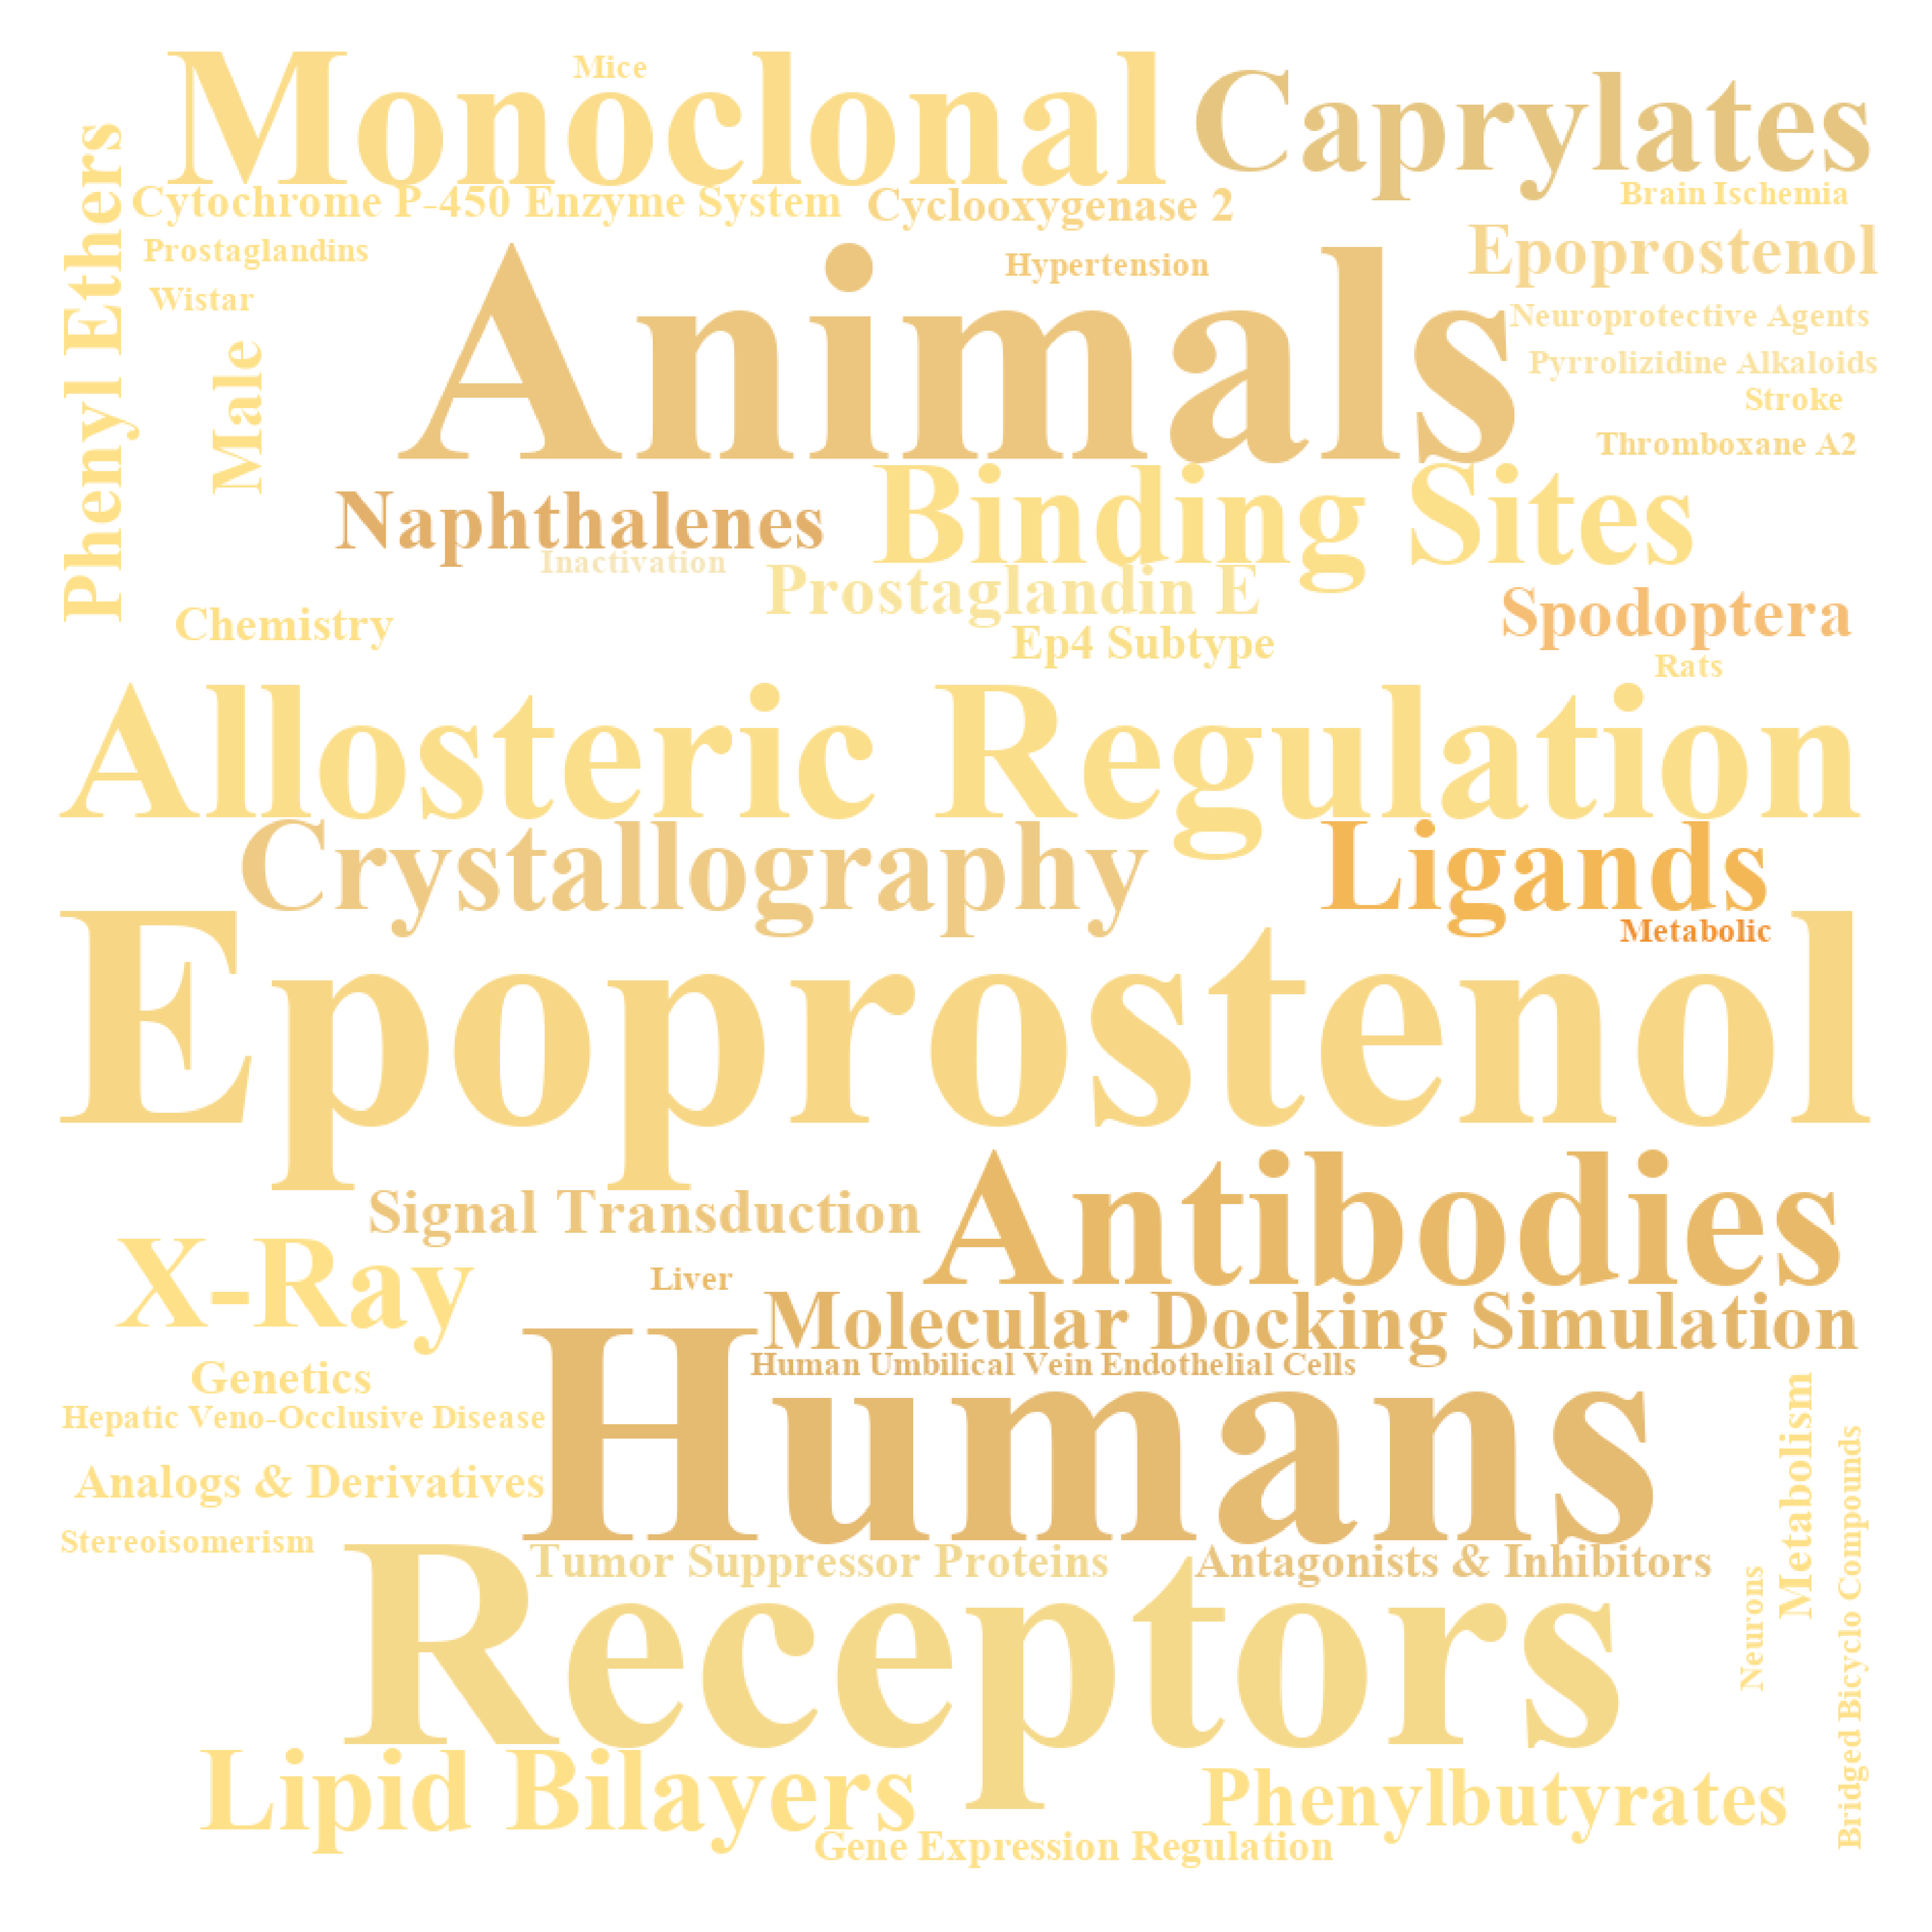 Mice
Monoclonal
Caprylates
Phenyl Ethers
Cytochrome P-450 Enzyme System
Cyclooxygenase 2
Brain Ischemia
Prostaglandins
Hypertension
Epoprostenol
Wistar
Animals
Neuroprotective Agents
Male
Pyrrolizidine Alkaloids
Stroke
Thromboxane A2
Naphthalenes
Binding Sites
Inactivation
Prostaglandin E
Spodoptera
Chemistry
Ep4 Subtype
Rats
Allosteric Regulation
Crystallography
Ligands
Metabolic
Epoprostenol
Signal Transduction
Antibodies
X-Ray
Liver
Molecular Docking Simulation
Human Umbilical Vein Endothelial Cells
Genetics
Humans
Hepatic Veno-Occlusive Disease
Metabolism
Analogs & Derivatives
Bridged Bicyclo Compounds
Stereoisomerism
Tumor Suppressor Proteins
Antagonists & Inhibitors
Neurons
Receptors
Lipid Bilayers
Phenylbutyrates
Gene Expression Regulation